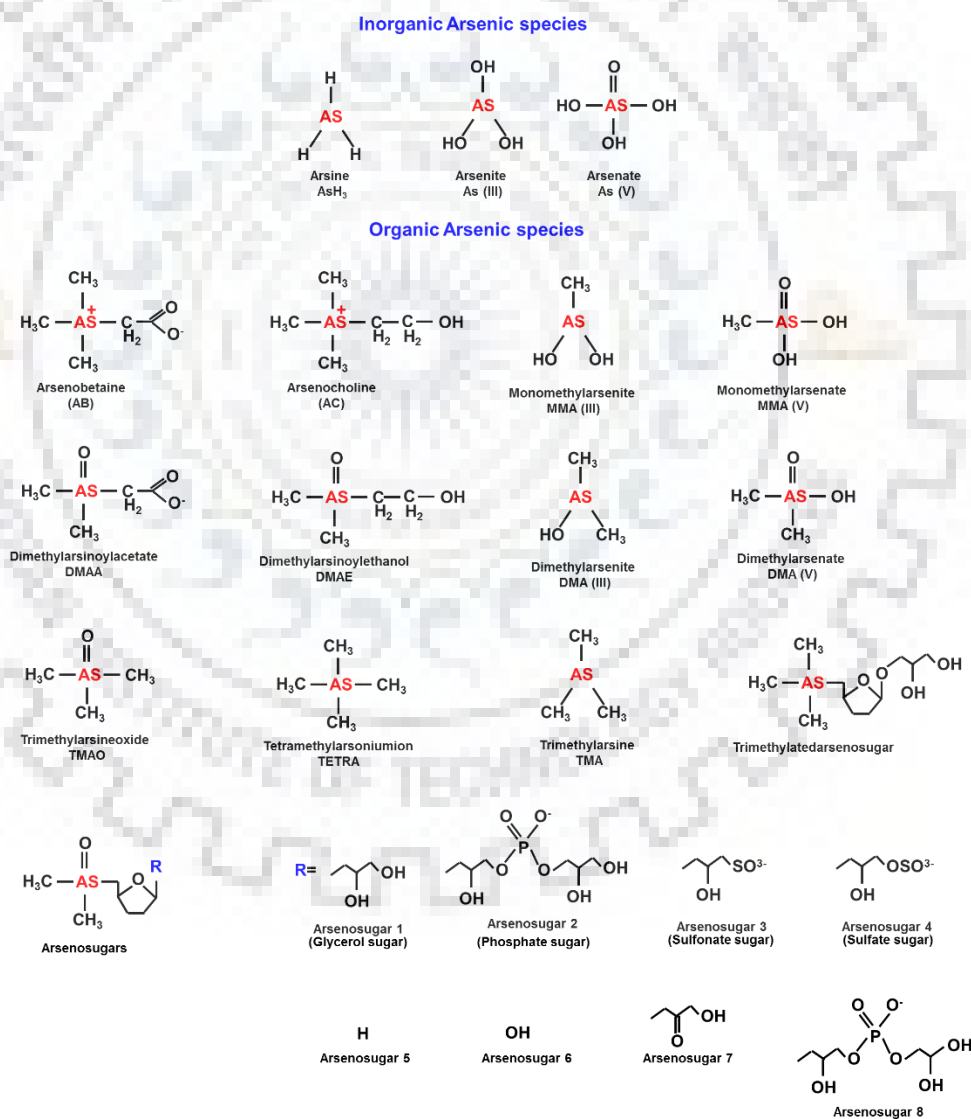 Inorganic Arsenic species
H
AS
H H
Arsine
AsH₃
OH
AS
HO OH
Arsenite
As (III)
O
HO AS OH
OH
Arsenate
As (V)
Organic Arsenic species
CH₃
H₃C AS⁺ C O
H₂ O⁻
CH₃
Arsenobetaine
(AB)
CH₃
H₃C AS⁺ C C OH
H₂ H₂
CH₃
Arsenocholine
(AC)
CH₃
AS
HO OH
Monomethylarsenite
MMA (III)
O
H₃C AS OH
OH
Monomethylarsenate
MMA (V)
O
H₃C AS C O
H₂ O⁻
CH₃
Dimethylarsinoylacetate
DMAA
O
H₃C AS C C OH
H₂ H₂
CH₃
Dimethylarsinoylethanol
DMAE
CH₃
AS
HO CH₃
Dimethylarsenite
DMA (III)
O
H₃C AS OH
CH₃
Dimethylarsenate
DMA (V)
O
H₃C AS CH₃
CH₃
Trimethylarsineoxide
TMAO
CH₃
H₃C AS CH₃
CH₃
Tetramethylarsoniumion
TETRA
CH₃
AS
CH₃ CH₃
Trimethylarsine
TMA
CH₃
H₃C AS O O OH
OH
CH₃
Trimethylatedarsenosugar
O
H₃C AS O R
CH₃
Arsenosugars
R= OH
OH
Arsenosugar 1
(Glycerol sugar)
O O⁻
P
O O OH
OH OH
Arsenosugar 2
(Phosphate sugar)
SO³⁻
OH
Arsenosugar 3
(Sulfonate sugar)
OSO³⁻
OH
Arsenosugar 4
(Sulfate sugar)
H
Arsenosugar 5
OH
Arsenosugar 6
OH
O
Arsenosugar 7
O O⁻
P
O O OH
OH OH
Arsenosugar 8